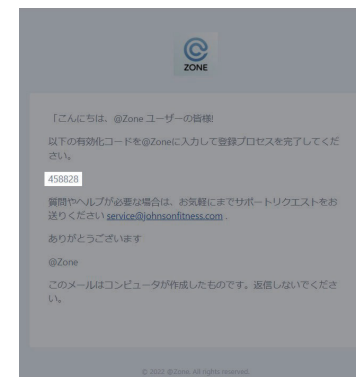 @
ZONE
「こんにちは、@Zone ユーザーの皆様!
以下の有効化コードを@Zoneに入力して登録プロセスを完了してくだ
さい。
458828
質問やヘルプが必要な場合は、お気軽にまでサポートリクエストをお
送りください service@johnsonfitness.com .
ありがとうございます
@Zone
このメールはコンピュータが作成したものです。返信しないでくださ
い。
© 2022 @Zone. All rights reserved.